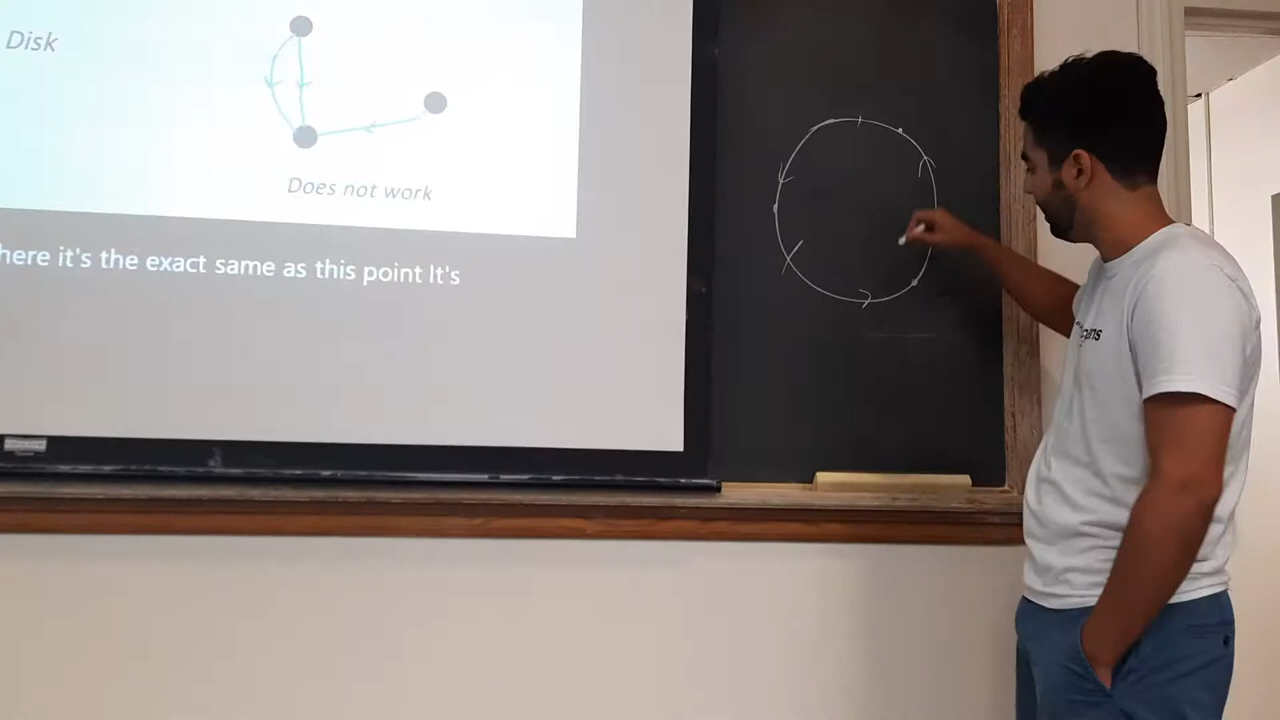 Disk
Does not work
here it's the exact same as this point It's